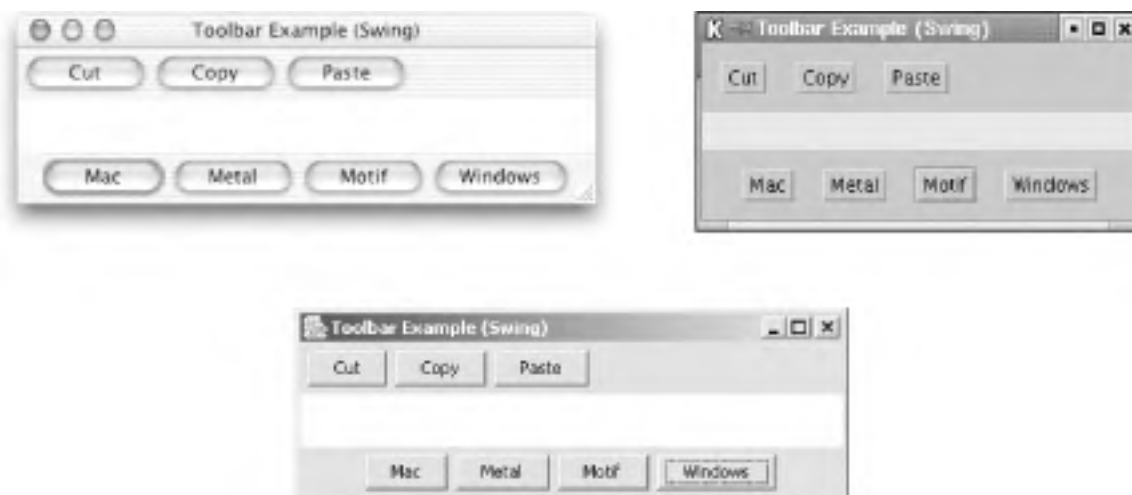 Toolbar Example (Swing)
Cut Copy Paste
Mac Metal Motif Windows
K Toolbar Example (Swing)
Cut Copy Paste
Mac Metal Motif Windows
Toolbar Example (Swing)
Cut Copy Paste
Mac Metal Motif Windows